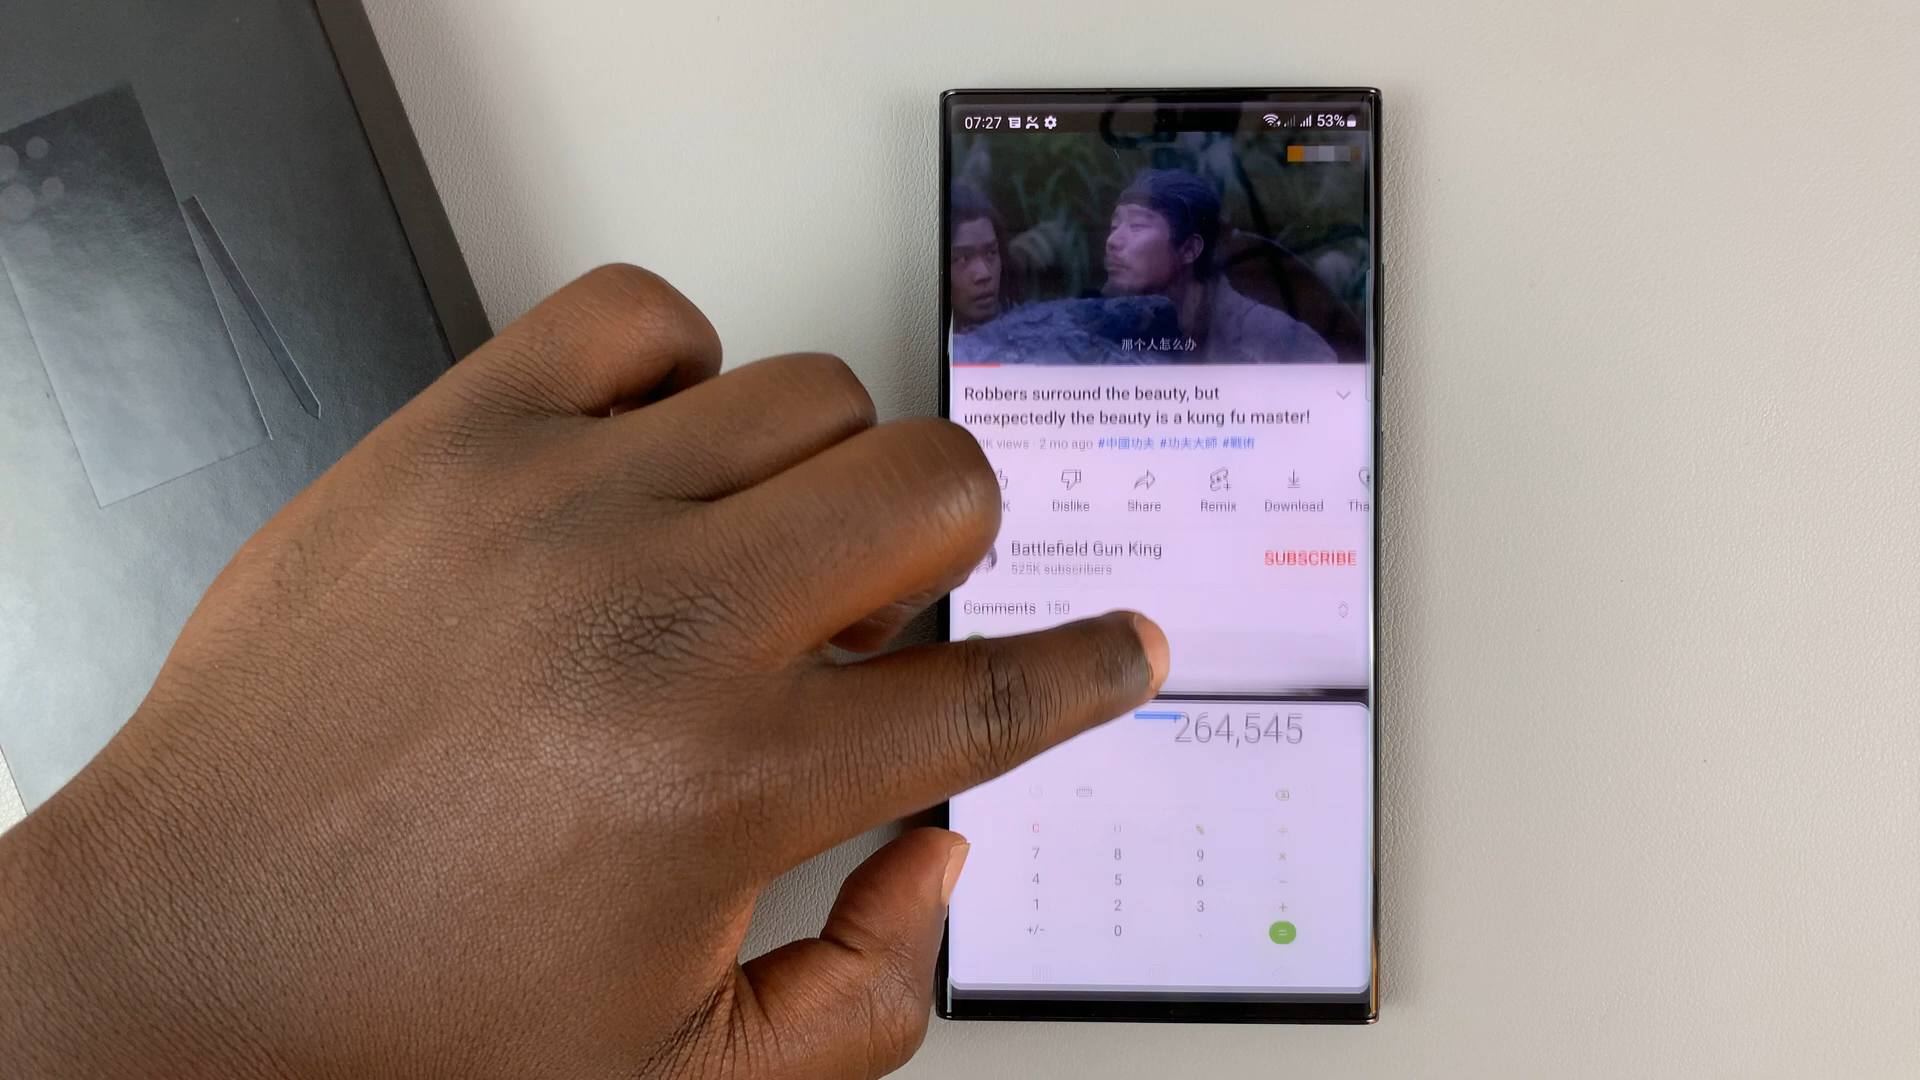 07:27
53%
那个人怎么办
Robbers surround the beauty, but
unexpectedly the beauty is a kung fu master!
K views · 2 mo ago #中國功夫 #功夫大師 #戰術
K Dislike Share Remix Download Tha
Battlefield Gun King
525K subscribers
SUBSCRIBE
Comments 150
264,545
C () % ÷
7 8 9 ×
4 5 6 −
1 2 3 +
+/− 0 . =